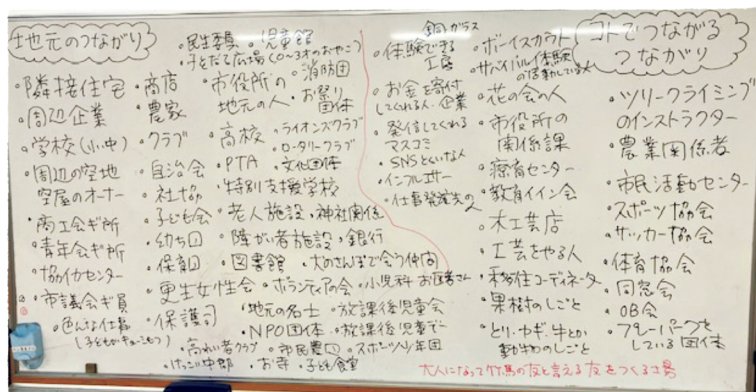 地元のつながり
・隣接住宅
・周辺企業
・学校(小中)
・周辺の空地
空屋のオーナー
・商工会ギ所
・青年会ギ所
・協働センター
・市議会ギ員
・色んな仕事
・商店
・農家
・クラブ
・自治会
・社協
・子ども会
・幼ち園
・保育園
・更生女性会
・保護司
・高れい者クラブ
・民生委員
・児童館
・子そだて広場(0〜3才のおやこ)
・市役所の
地元の人
・消防団
・お祭り
団体
・高校
・ライオンズクラブ
・ロータリークラブ
・PTA
・文化団体
・特別支援学校
・老人施設
・神社関係
・障がい者施設
・銀行
・図書館
・犬のさんぽで会う仲間
・ボランティアの会
・小児科 お医者さん
・地元の名士
・放課後児童会
・NPO団体
・放課後児童デー
・市民農園
・スポーツ少年団
・お寺
・子ども食堂
銅 ガラス
・体験できる
工房
・お金を寄付
してくれる人・企業
・発信してくれる
マスコミ
・SNSとくいな人
・インフルエンサー
・仕事発注先の人
コトでつながる
つながり
・ボーイスカウト
・サバイバル体験
の活動している人
・花の会の人
・市役所の
関係課
・療育センター
・教育イイン会
・木工芸店
・工芸をやる人
・移住コーディネータ
・果樹のしごと
・とり、ヤギ、牛とか
動物のしごと
・ツリークライミング
のインストラクター
・農業関係者
・市民活動センター
・スポーツ協会
・サッカー協会
・体育協会
・同窓会
・OB会
・プレーパークを
している団体
大人になって竹馬の友と言える友をつくる工場